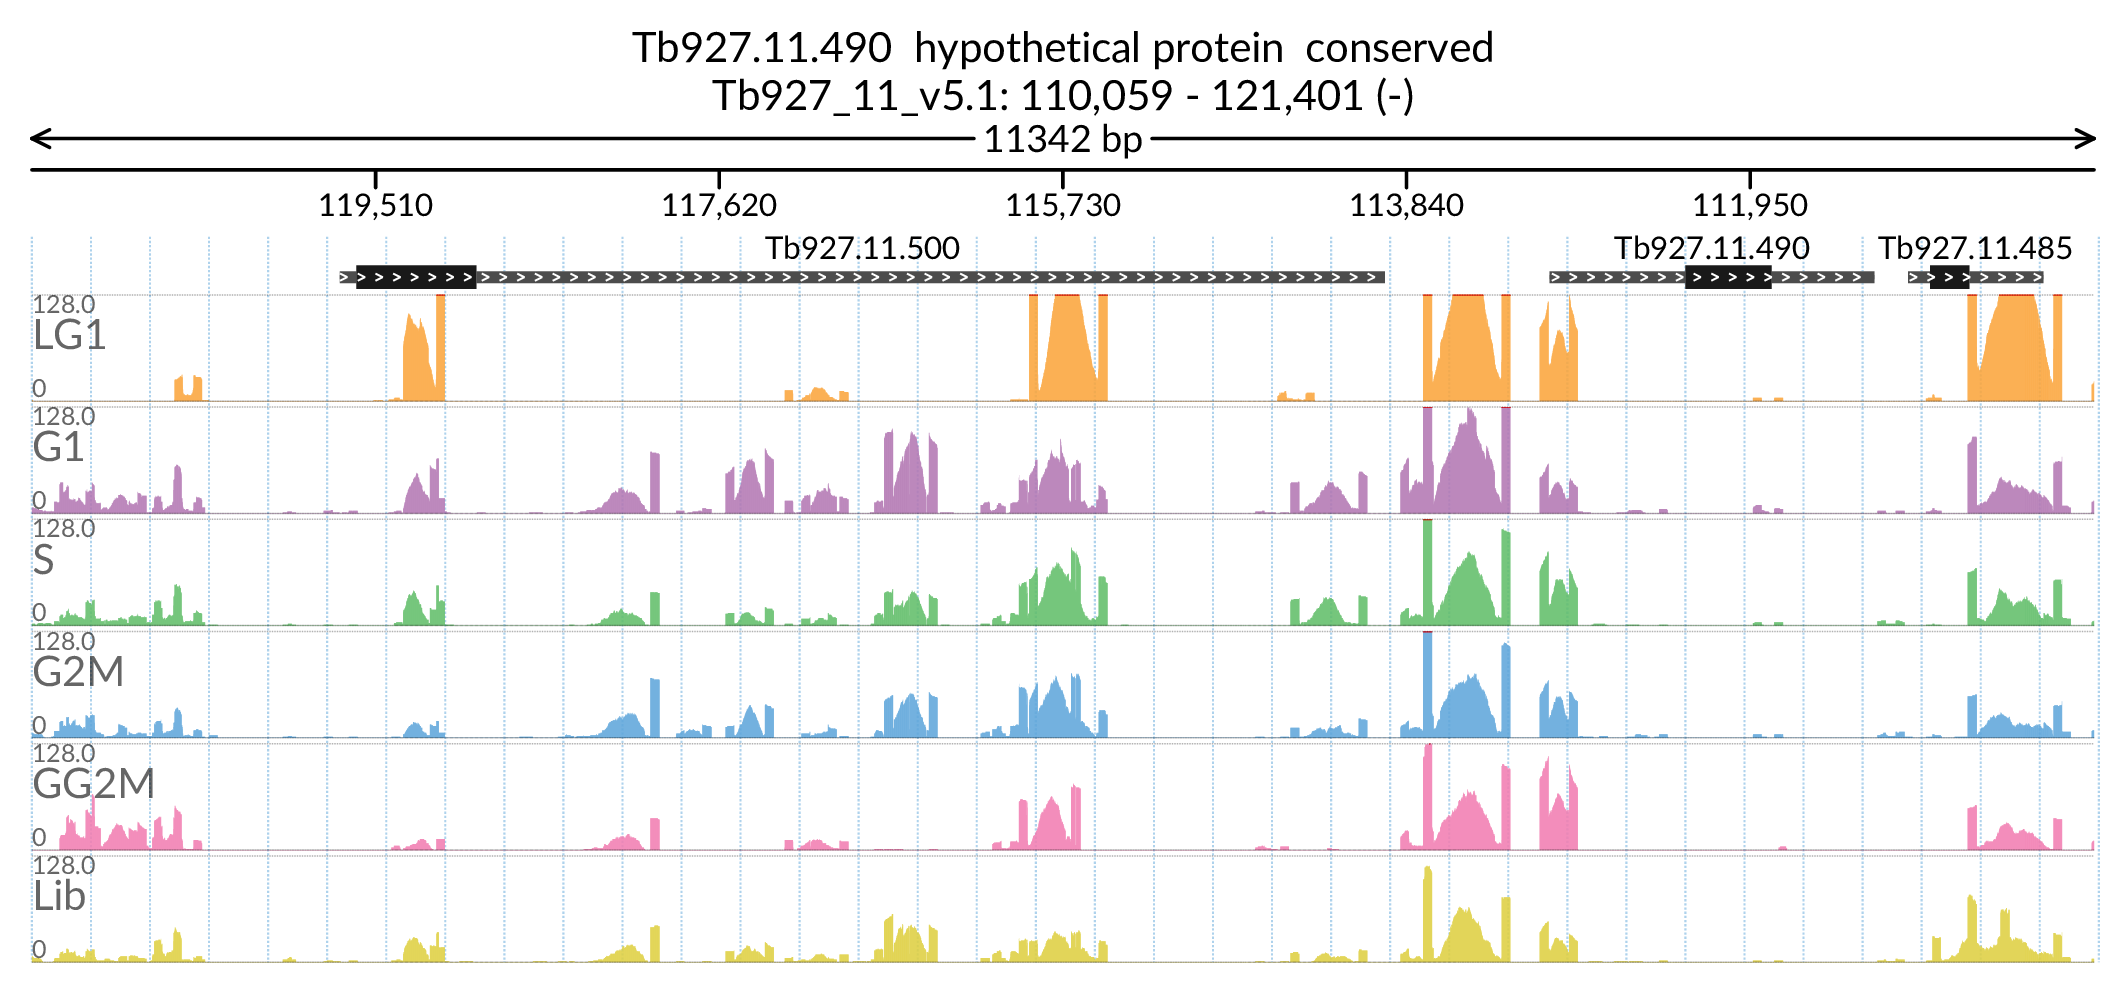 Tb927.11.490  hypothetical protein  conserved
Tb927_11_v5.1: 110,059 - 121,401 (-)
11342 bp
119,510 117,620 115,730 113,840 111,950
Tb927.11.500 Tb927.11.490 Tb927.11.485
128.0
LG1
0
128.0
G1
0
128.0
S
0
128.0
G2M
0
128.0
GG2M
0
128.0
Lib
0